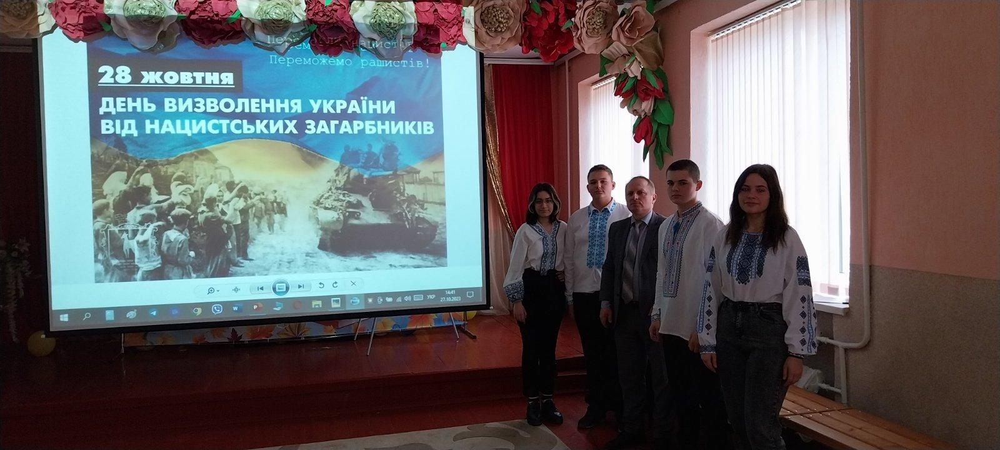 Переможемо рашистів!
28 жовтня
ДЕНЬ ВИЗВОЛЕННЯ УКРАЇНИ
ВІД НАЦИСТСЬКИХ ЗАГАРБНИКІВ
14:41
УКР
27.10.2023